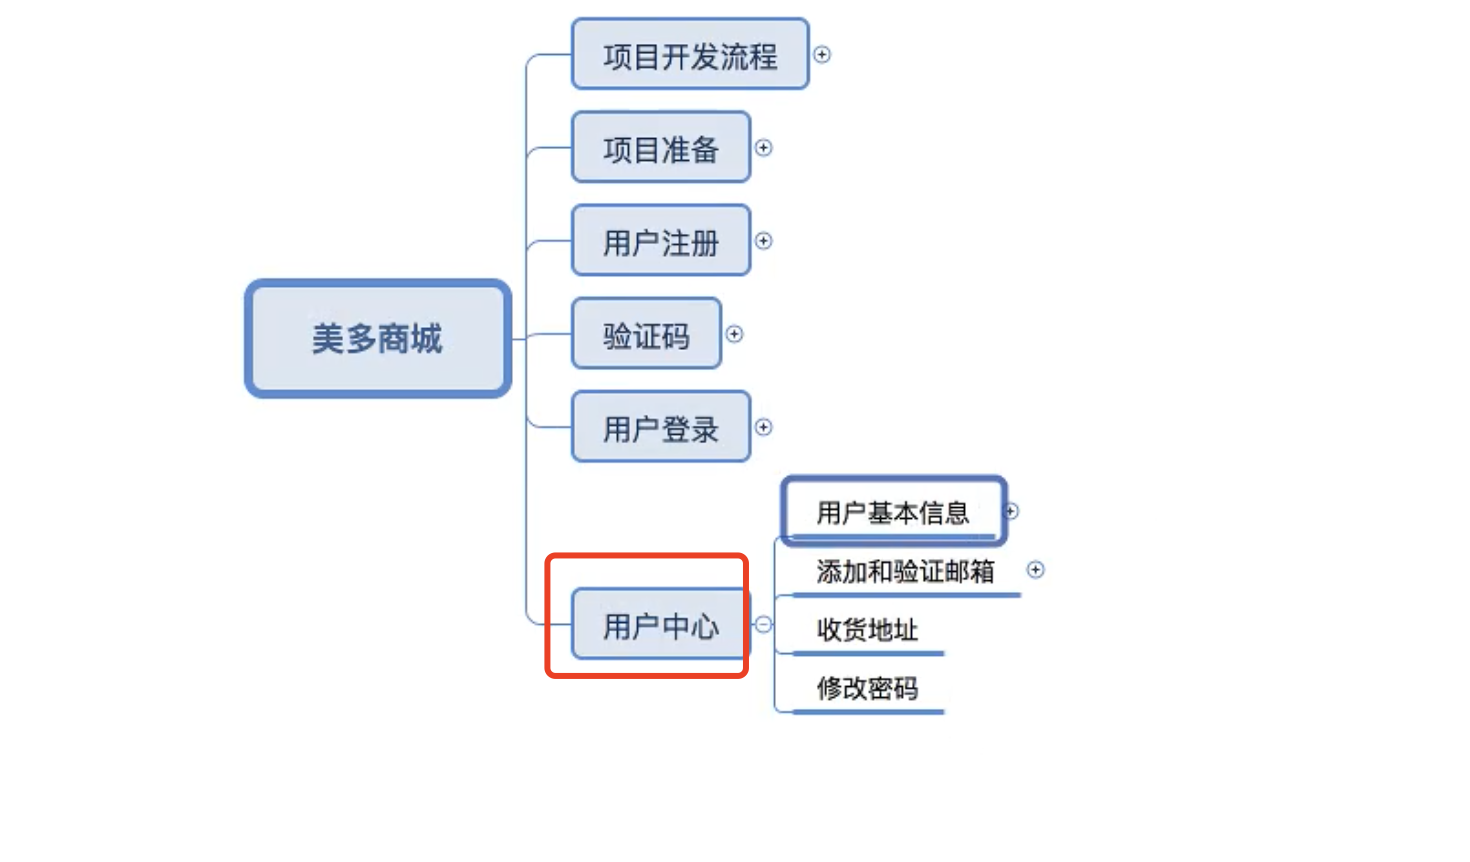 项目开发流程
项目准备
用户注册
验证码
用户登录
美多商城
用户中心
用户基本信息
添加和验证邮箱
收货地址
修改密码